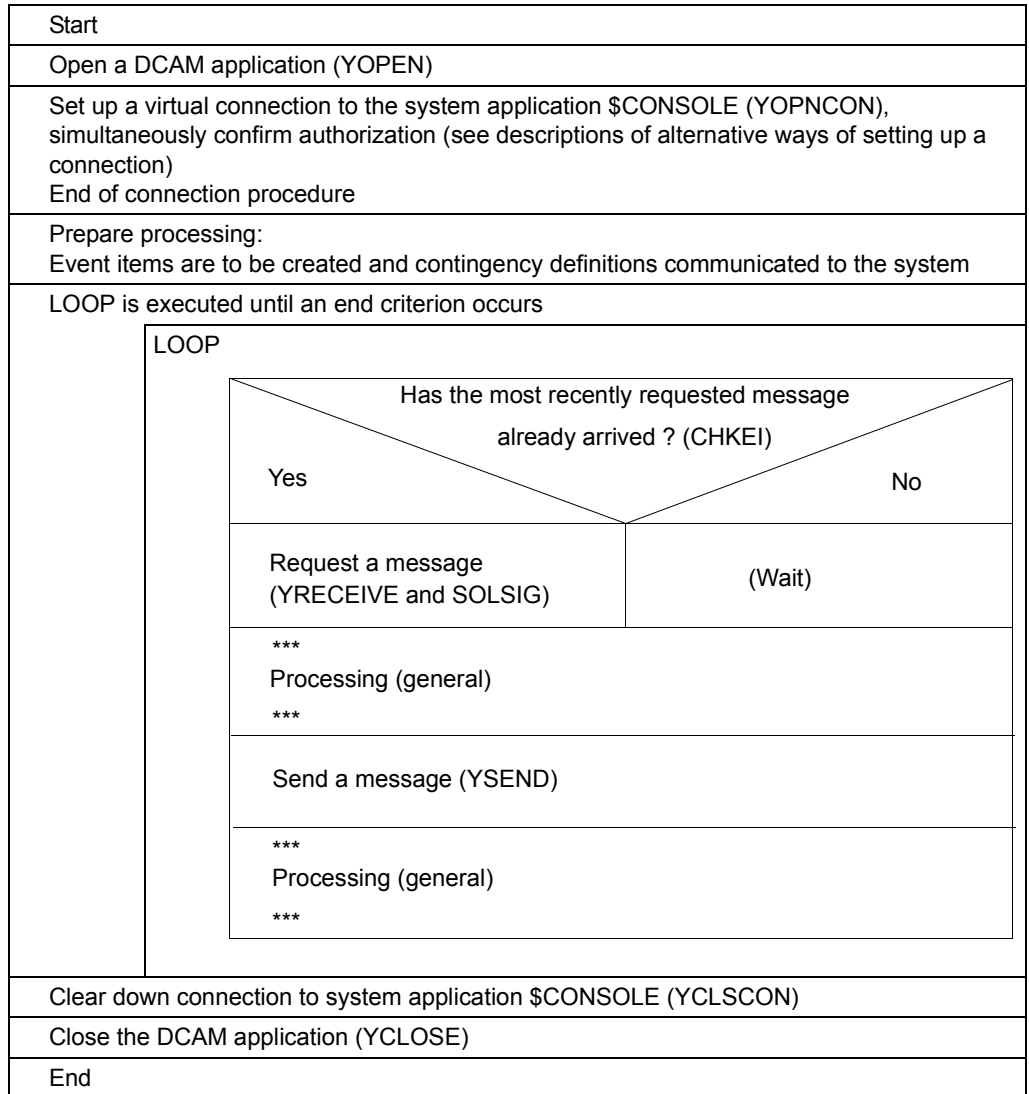 Start
Open a DCAM application (YOPEN)
Set up a virtual connection to the system application $CONSOLE (YOPNCON),
simultaneously confirm authorization (see descriptions of alternative ways of setting up a
connection)
End of connection procedure
Prepare processing:
Event items are to be created and contingency definitions communicated to the system
LOOP is executed until an end criterion occurs
LOOP
Has the most recently requested message
already arrived ? (CHKEI)
Yes
No
Request a message
(YRECEIVE and SOLSIG)
(Wait)
***
Processing (general)
***
Send a message (YSEND)
***
Processing (general)
***
Clear down connection to system application $CONSOLE (YCLSCON)
Close the DCAM application (YCLOSE)
End